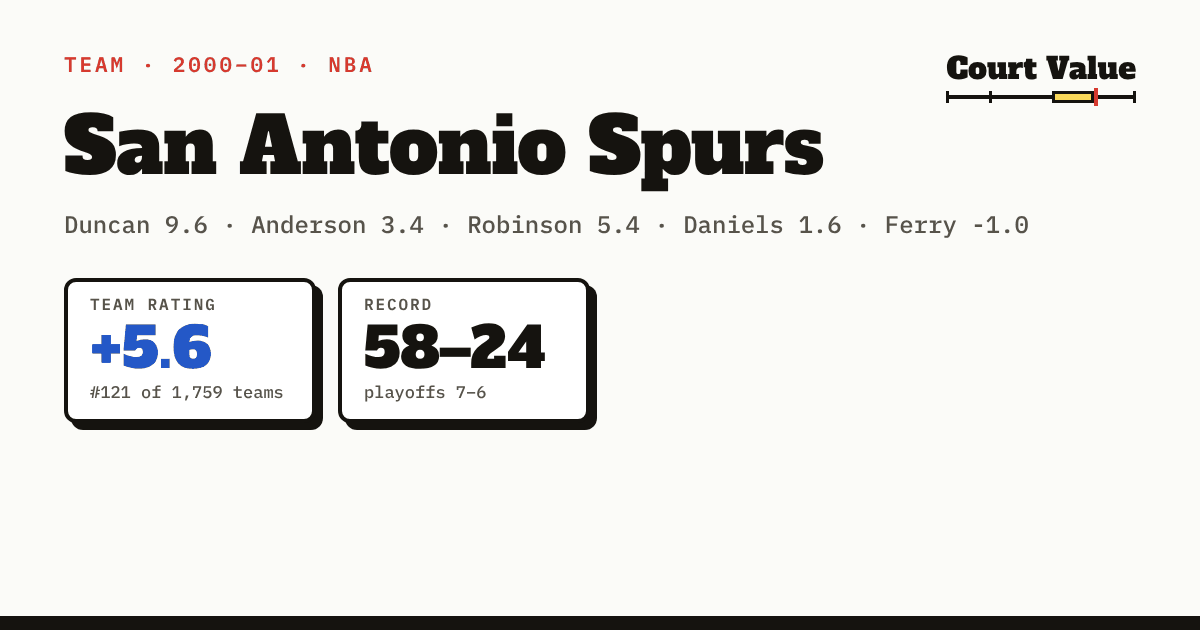 TEAM · 2000–01 · NBA
Court Value
San Antonio Spurs
Duncan 9.6 · Anderson 3.4 · Robinson 5.4 · Daniels 1.6 · Ferry -1.0
TEAM RATING
+5.6
#121 of 1,759 teams
RECORD
58–24
playoffs 7–6